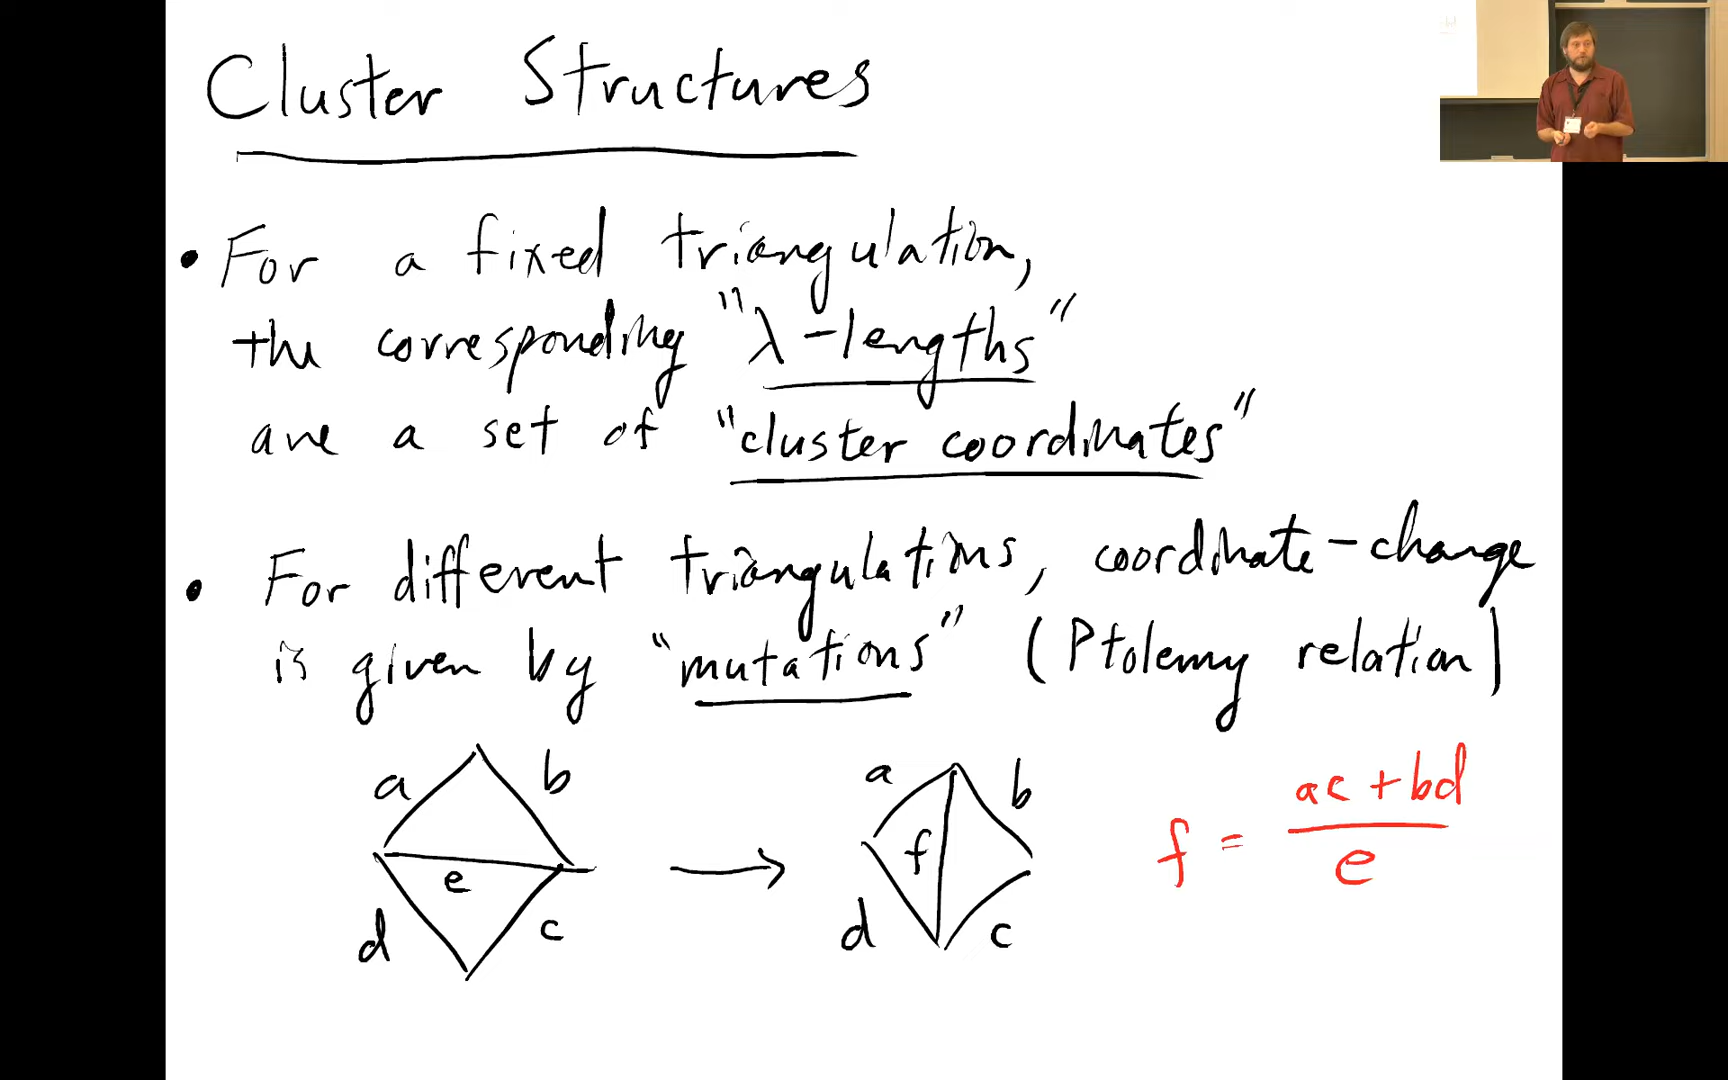 Cluster Structures
• For a fixed triangulation,
the corresponding "λ-lengths"
are a set of "cluster coordinates"
• For different triangulations, coordinate-change
is given by "mutations" (Ptolemy relation)
a b
e
d c
→
a b
f
d c
f = ac + bd / e